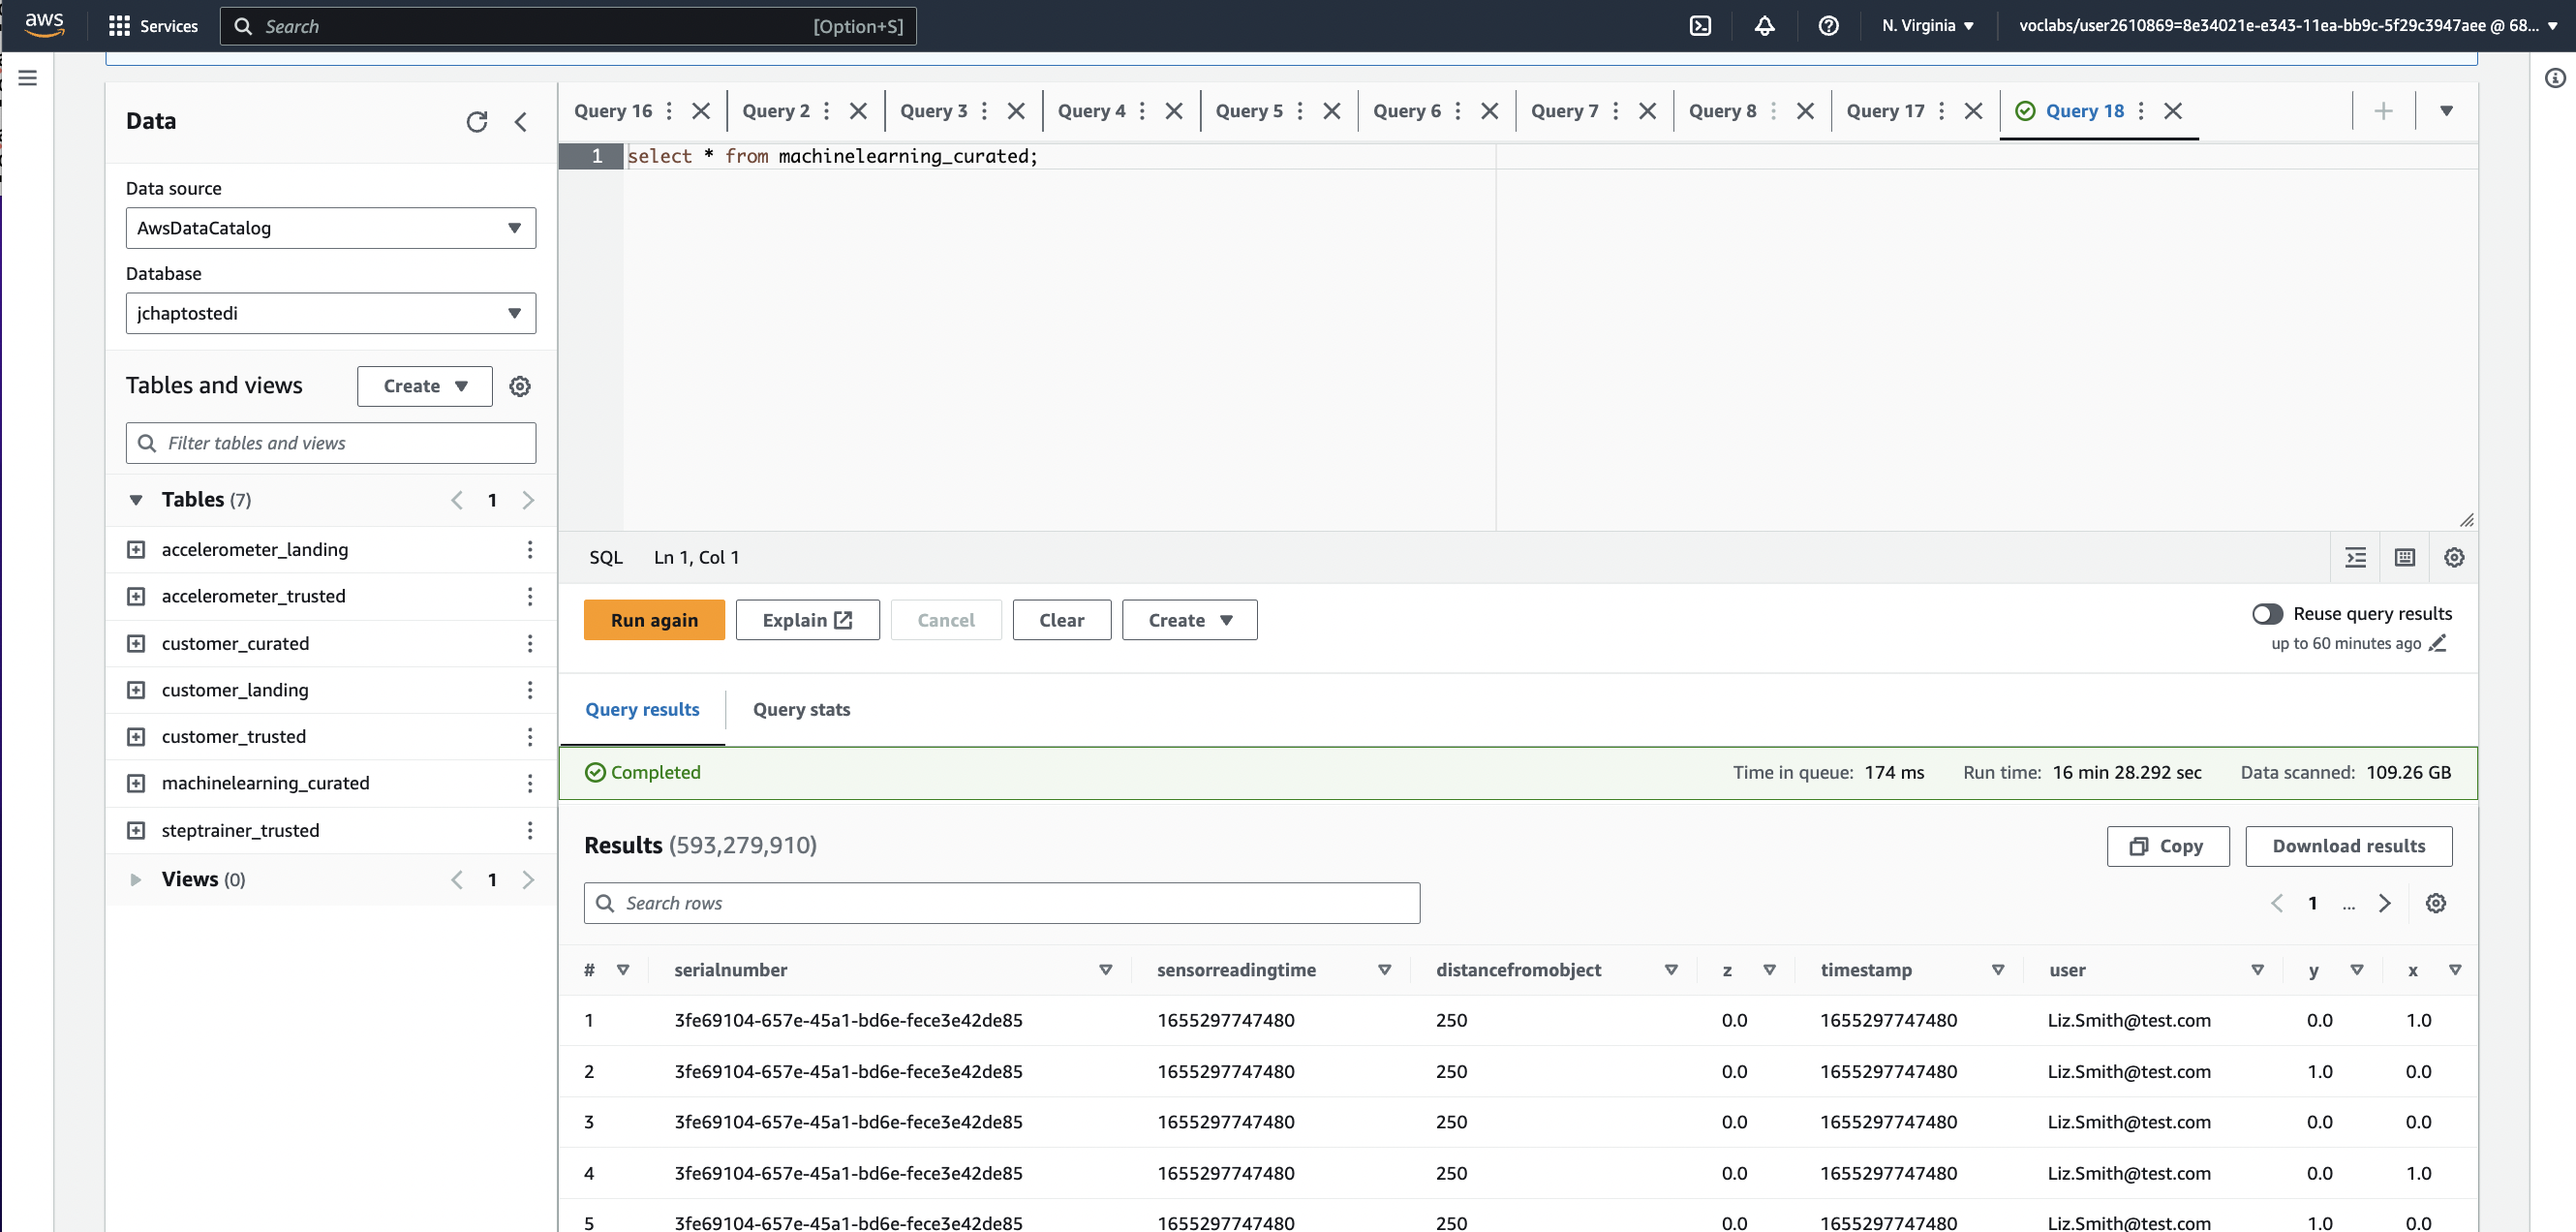 aws
Services
Search [Option+S]
N. Virginia
voclabs/user2610869=8e34021e-e343-11ea-bb9c-5f29c3947aee @ 68...
Data
Data source
AwsDataCatalog
Database
jchaptostedi
Tables and views
Create
Filter tables and views
Tables (7) 1
accelerometer_landing
accelerometer_trusted
customer_curated
customer_landing
customer_trusted
machinelearning_curated
steptrainer_trusted
Views (0) 1
Query 16 Query 2 Query 3 Query 4 Query 5 Query 6 Query 7 Query 8 Query 17 Query 18
1 select * from machinelearning_curated;
SQL Ln 1, Col 1
Run again Explain Cancel Clear Create
Reuse query results
up to 60 minutes ago
Query results Query stats
Completed Time in queue: 174 ms Run time: 16 min 28.292 sec Data scanned: 109.26 GB
Results (593,279,910)
Copy Download results
Search rows
1 ...
# serialnumber sensorreadingtime distancefromobject z timestamp user y x
1 3fe69104-657e-45a1-bd6e-fece3e42de85 1655297747480 250 0.0 1655297747480 Liz.Smith@test.com 0.0 1.0
2 3fe69104-657e-45a1-bd6e-fece3e42de85 1655297747480 250 0.0 1655297747480 Liz.Smith@test.com 1.0 0.0
3 3fe69104-657e-45a1-bd6e-fece3e42de85 1655297747480 250 0.0 1655297747480 Liz.Smith@test.com 0.0 0.0
4 3fe69104-657e-45a1-bd6e-fece3e42de85 1655297747480 250 0.0 1655297747480 Liz.Smith@test.com 0.0 1.0
5 3fe69104-657e-45a1-bd6e-fece3e42de85 1655297747480 250 0.0 1655297747480 Liz.Smith@test.com 1.0 0.0